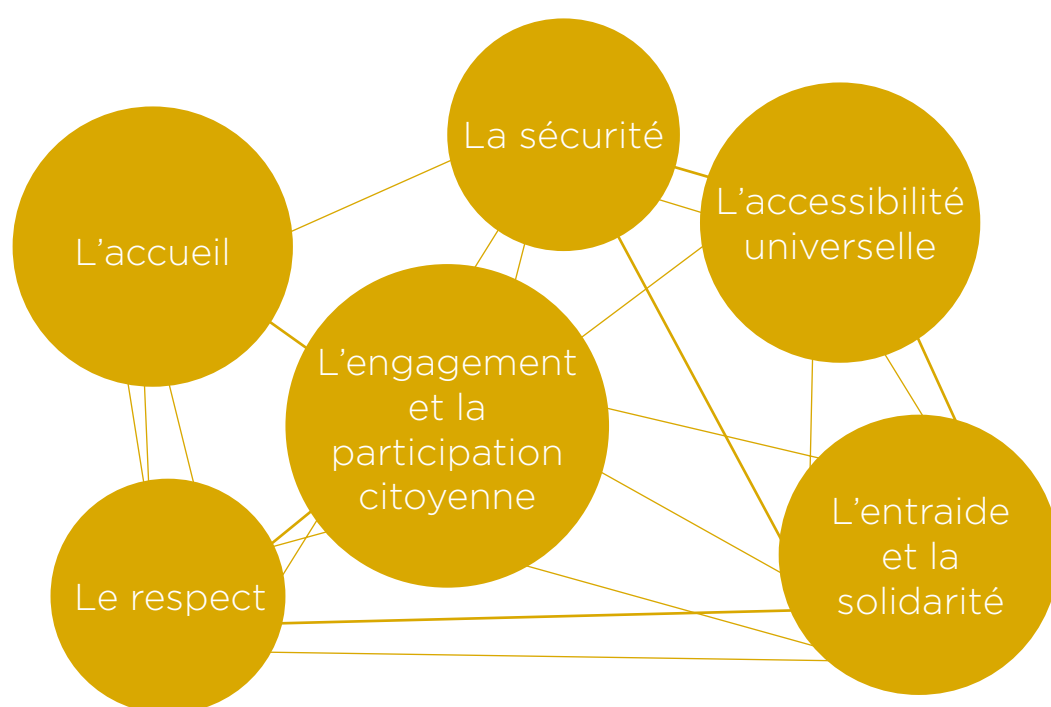 La sécurité
L’accessibilité
universelle
L’accueil
L’engagement
et la
participation
citoyenne
L’entraide
et la
solidarité
Le respect